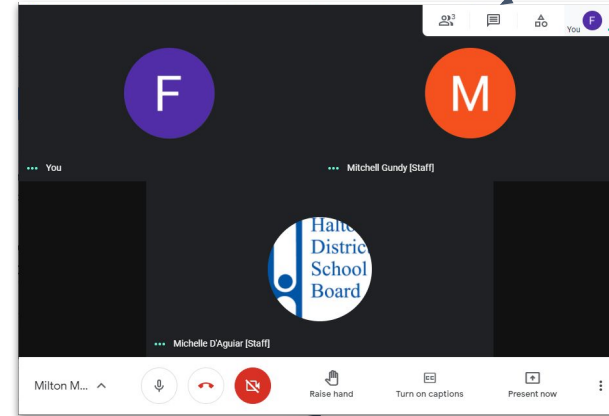 3
You
F
F
M
You
Mitchell Gundy [Staff]
District
School
Board
Michelle D'Aguiar [Staff]
Milton M...
Raise hand
CC
Turn on captions
Present now